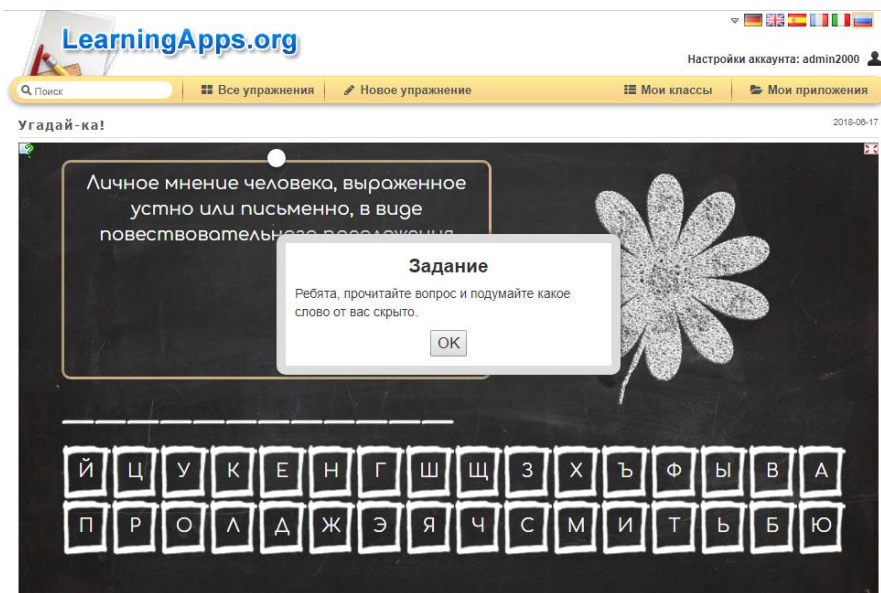 LearningApps.org
Настройки аккаунта: admin2000
Поиск
Все упражнения
Новое упражнение
Мои классы
Мои приложения
Угадай-ка!
2018-06-17
Личное мнение человека, выраженное
устно или письменно, в виде
Задание
Ребята, прочитайте вопрос и подумайте какое
слово от вас скрыто.
OK
Й Ц У К Е Н Г Ш Щ З Х Ъ Ф Ы В А
П Р О Л Д Ж Э Я Ч С М И Т Ь Б Ю